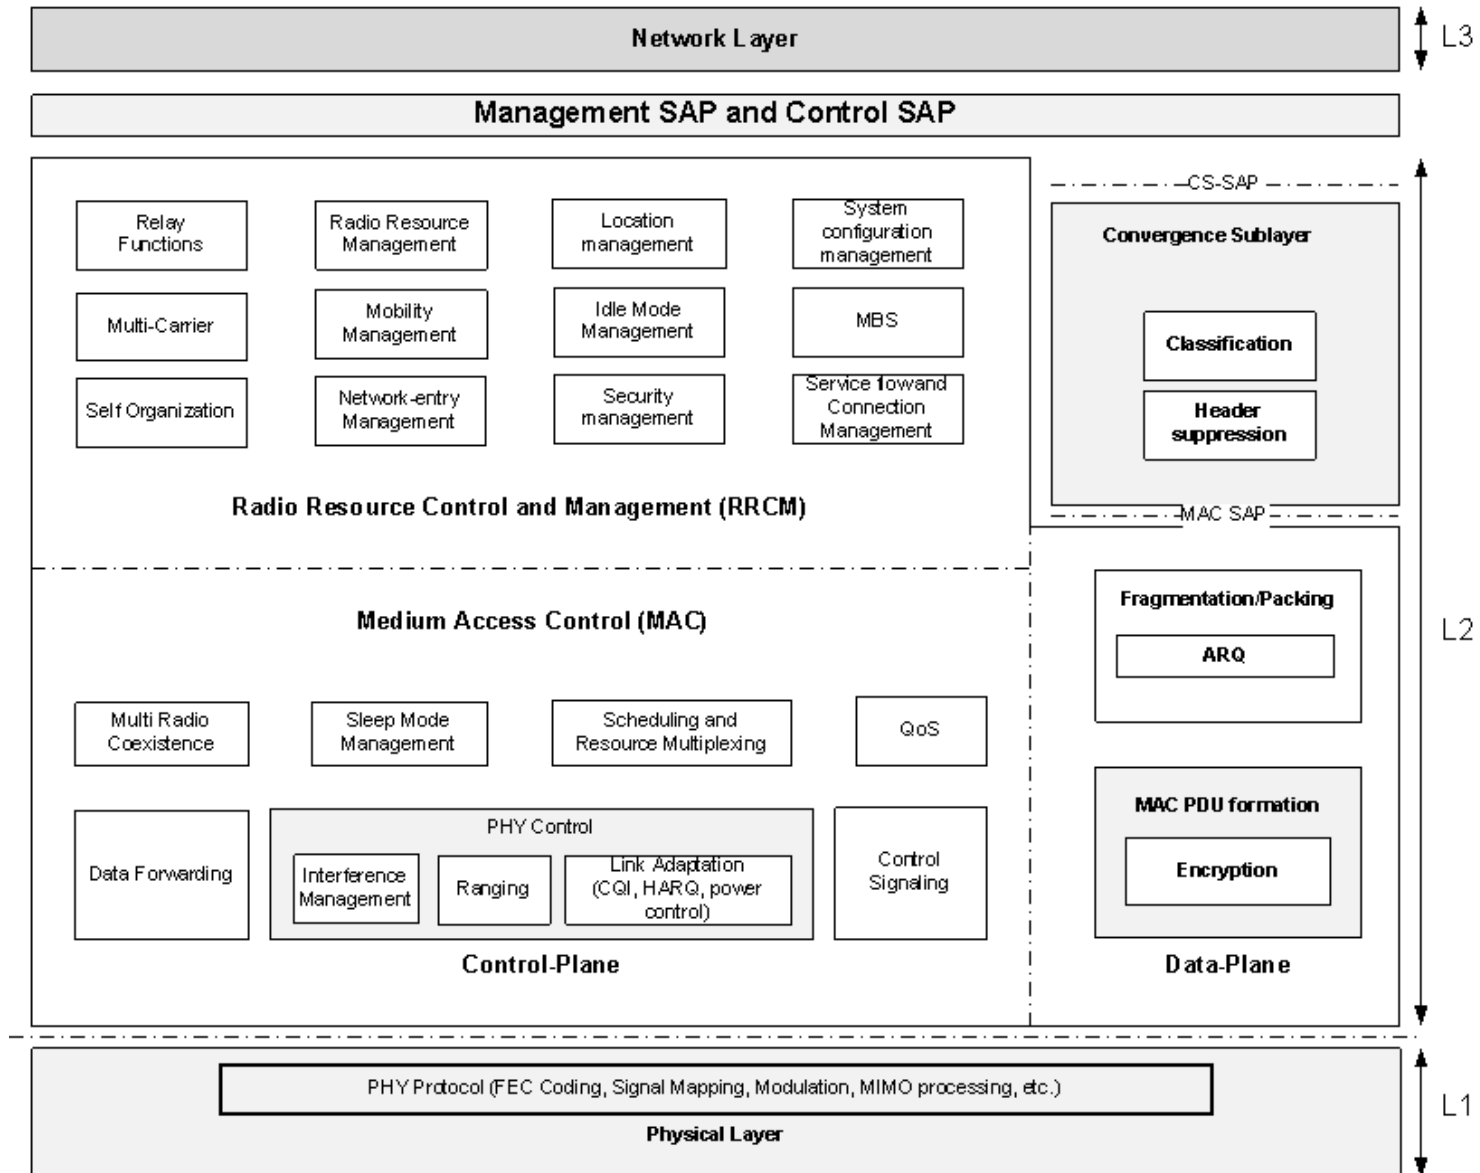 Network Layer
L3
Management SAP and Control SAP
CS-SAP
Relay
Functions
Radio Resource
Management
Location
management
System
configuration
management
Convergence Sublayer
Multi-Carrier
Mobility
Management
Idle Mode
Management
MBS
Classification
Self Organization
Network-entry
Management
Security
management
Service flowand
Connection
Management
Header
suppression
Radio Resource Control and Management (RRCM)
MAC SAP
Medium Access Control (MAC)
Fragmentation/Packing
ARQ
L2
Multi Radio
Coexistence
Sleep Mode
Management
Scheduling and
Resource Multiplexing
QoS
Data Forwarding
PHY Control
Interference
Management
Ranging
Link Adaptation
(CQI, HARQ, power
control)
Control
Signaling
MAC PDU formation
Encryption
Control-Plane
Data-Plane
PHY Protocol (FEC Coding, Signal Mapping, Modulation, MIMO processing, etc.)
Physical Layer
L1